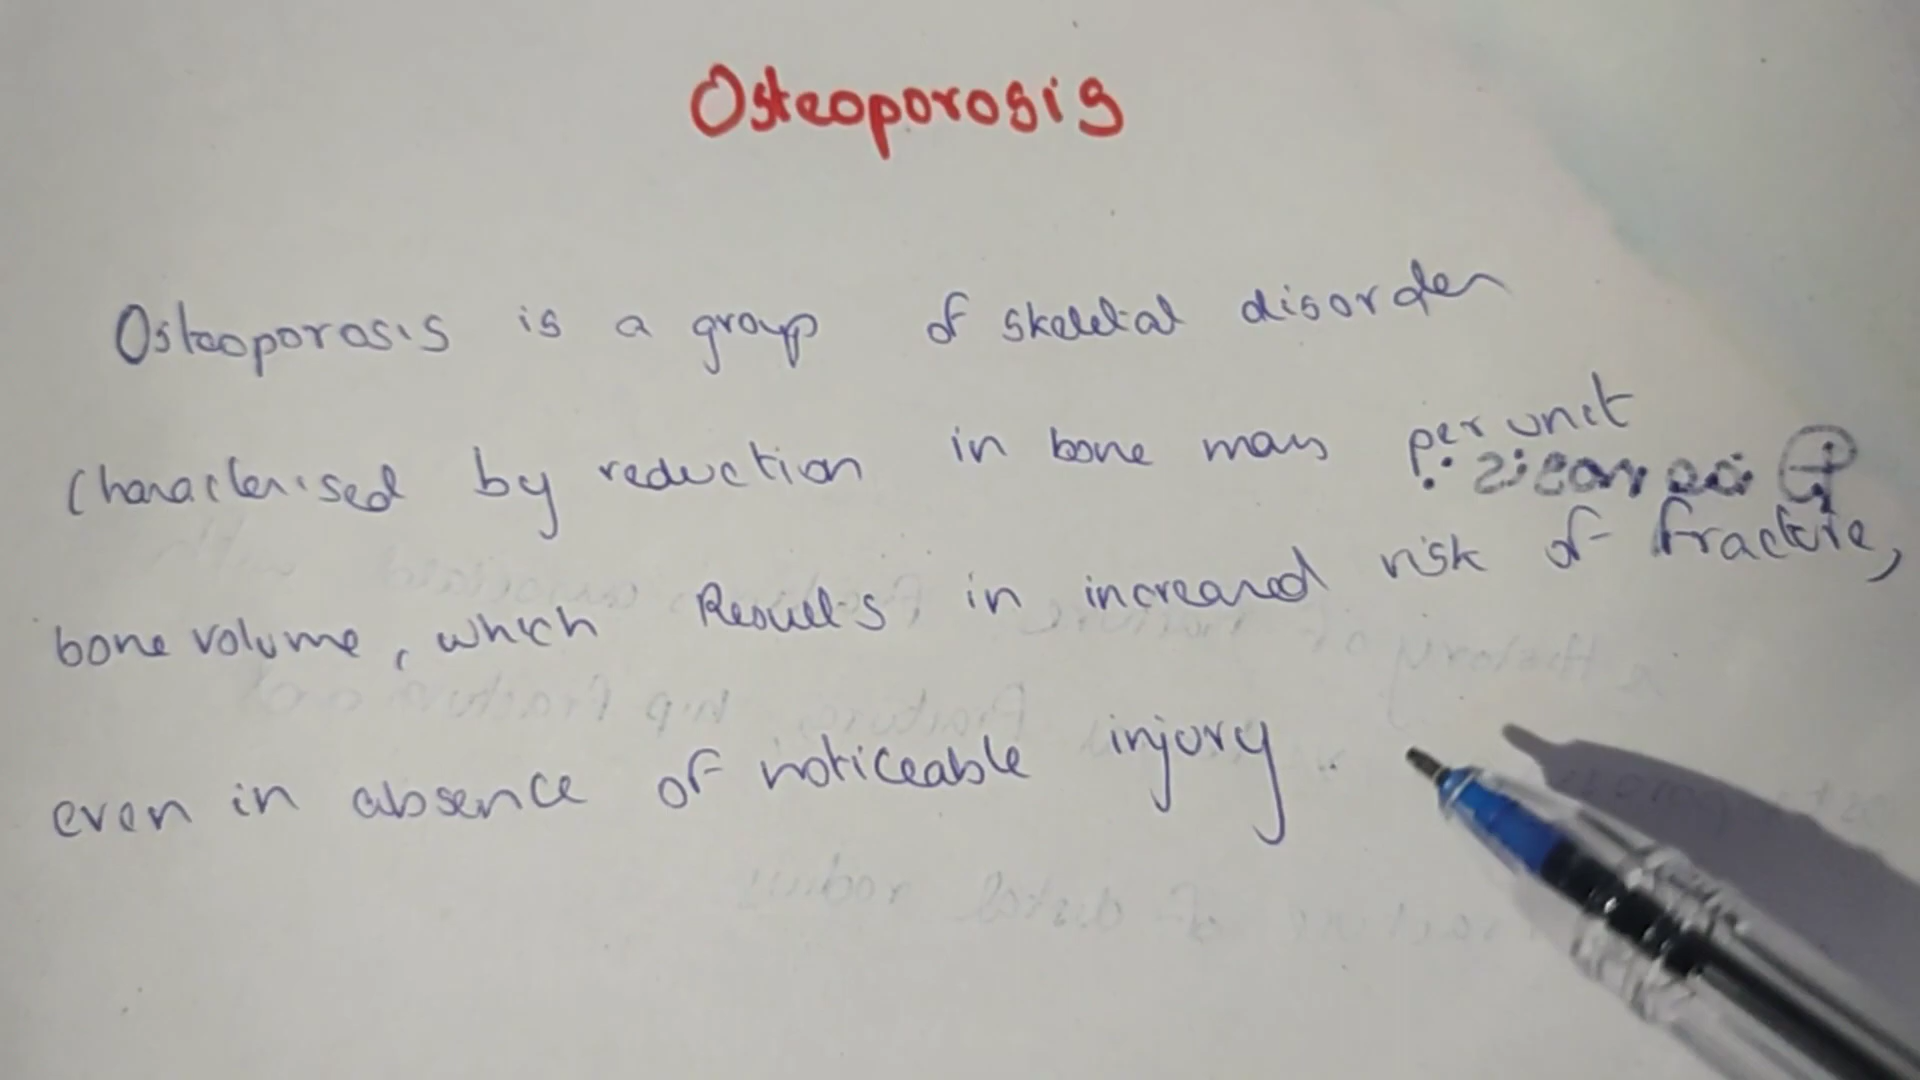 Osteoporosis
Osteoporosis is a group of skeletal disorder
characterised by reduction in bone mass per unit
bone volume, which Results in increased risk of fracture,
even in absence of noticeable injury